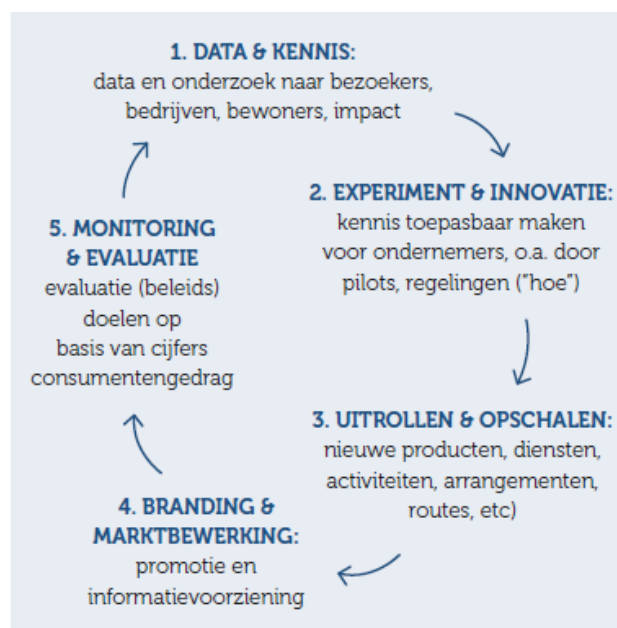 1. DATA & KENNIS:
data en onderzoek naar bezoekers,
bedrijven, bewoners, impact
2. EXPERIMENT & INNOVATIE:
kennis toepasbaar maken
voor ondernemers, o.a. door
pilots, regelingen ("hoe")
3. UITROLLEN & OPSCHALEN:
nieuwe producten, diensten,
activiteiten, arrangementen,
routes, etc)
4. BRANDING &
MARKTBEWERKING:
promotie en
informatievoorziening
5. MONITORING
& EVALUATIE
evaluatie (beleids)
doelen op
basis van cijfers
consumentengedrag